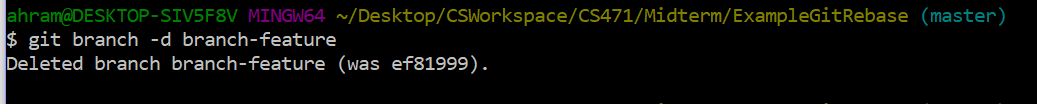 ahram@DESKTOP-SIV5F8V MINGW64 ~/Desktop/CSWorkspace/CS471/Midterm/ExampleGitRebase (master)
$ git branch -d branch-feature
Deleted branch branch-feature (was ef81999).